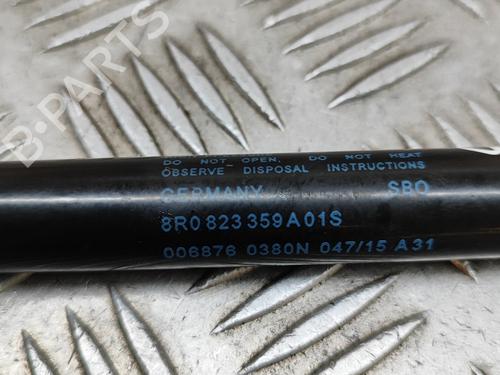 B-PARTS
DO NOT OPEN, DO NOT HEAT
OBSERVE DISPOSAL INSTRUCTIONS
GERMANY SBO
8R0 823 359 A 01S
006876 0380N 047/15 A31